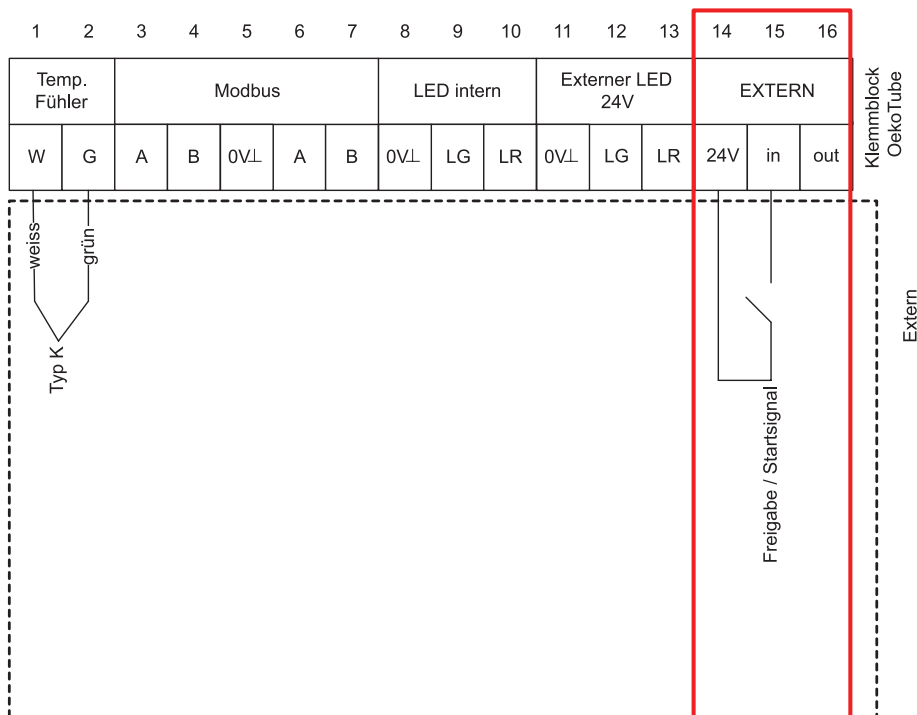 1 2 3 4 5 6 7 8 9 10 11 12 13 14 15 16
Temp.
Fühler
Modbus
LED intern
Externer LED
24V
EXTERN
W G A B 0V⊥ A B 0V⊥ LG LR 0V⊥ LG LR 24V in out
Klemmblock
OekoTube
weiss
grün
Typ K
Freigabe / Startsignal
Extern